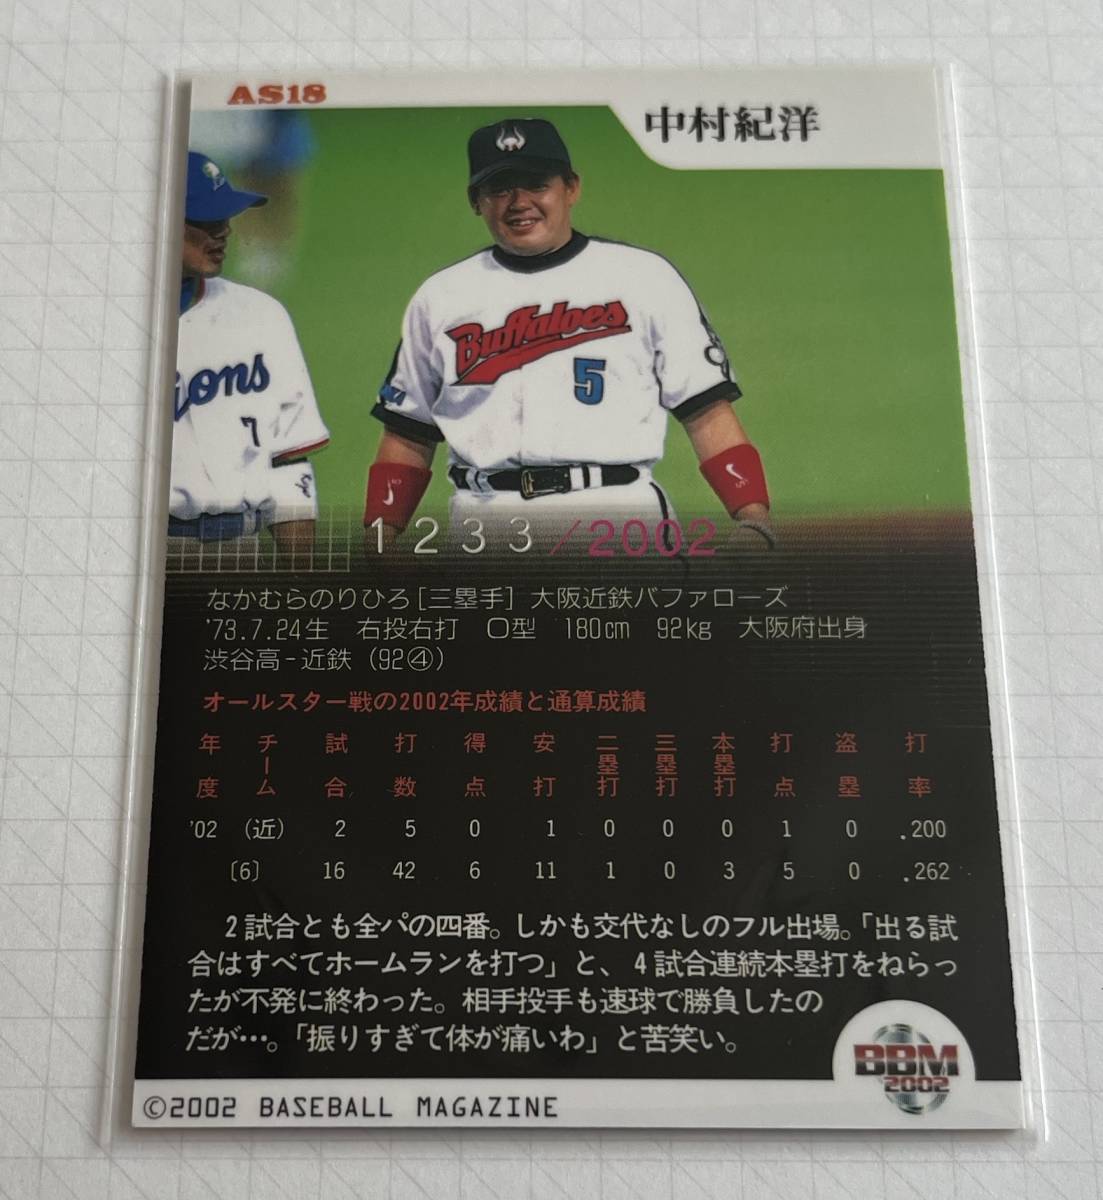 AS18
中村紀洋
Buffaloes
5
ions
7
1233/2002
なかむらのりひろ[三塁手] 大阪近鉄バファローズ
'73.7.24生 右投右打 O型 180cm 92kg 大阪府出身
渋谷高-近鉄 (92④)
オールスター戦の2002年成績と通算成績
年度 チーム 試合 打数 得点 安打 二塁打 三塁打 本塁打 打点 盗塁 打率
'02 (近) 2 5 0 1 0 0 0 1 0 .200
[6] 16 42 6 11 1 0 3 5 0 .262
2試合とも全パの四番。しかも交代なしのフル出場。「出る試
合はすべてホームランを打つ」と、4試合連続本塁打をねらっ
たが不発に終わった。相手投手も速球で勝負したの
だが…。「振りすぎて体が痛いわ」と苦笑い。
BBM
2002
©2002 BASEBALL MAGAZINE